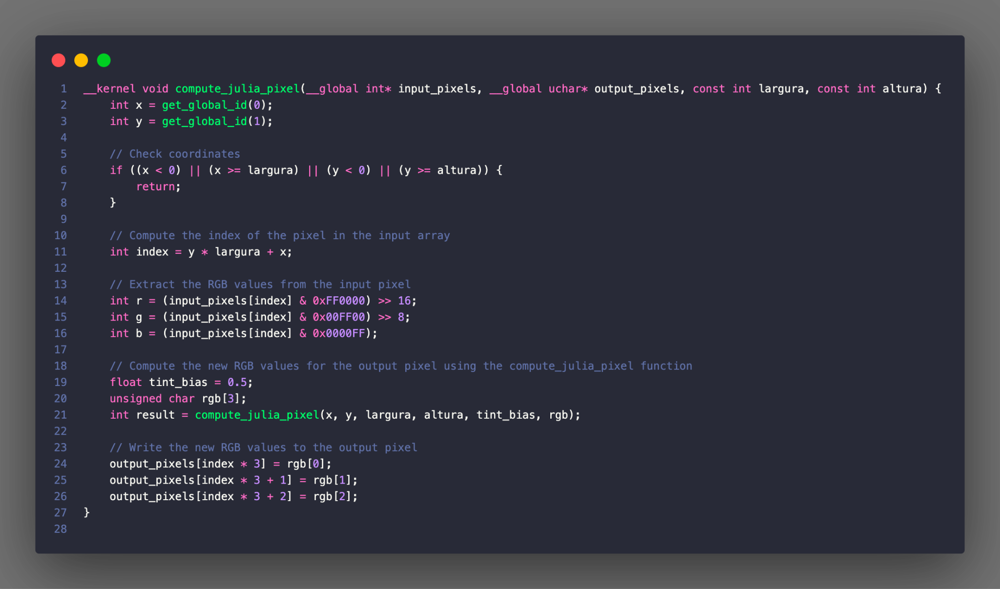 1 __kernel void compute_julia_pixel(__global int* input_pixels, __global uchar* output_pixels, const int largura, const int altura) {
2     int x = get_global_id(0);
3     int y = get_global_id(1);
4
5     // Check coordinates
6     if ((x < 0) || (x >= largura) || (y < 0) || (y >= altura)) {
7         return;
8     }
9
10     // Compute the index of the pixel in the input array
11     int index = y * largura + x;
12
13     // Extract the RGB values from the input pixel
14     int r = (input_pixels[index] & 0xFF0000) >> 16;
15     int g = (input_pixels[index] & 0x00FF00) >> 8;
16     int b = (input_pixels[index] & 0x0000FF);
17
18     // Compute the new RGB values for the output pixel using the compute_julia_pixel function
19     float tint_bias = 0.5;
20     unsigned char rgb[3];
21     int result = compute_julia_pixel(x, y, largura, altura, tint_bias, rgb);
22
23     // Write the new RGB values to the output pixel
24     output_pixels[index * 3] = rgb[0];
25     output_pixels[index * 3 + 1] = rgb[1];
26     output_pixels[index * 3 + 2] = rgb[2];
27 }
28